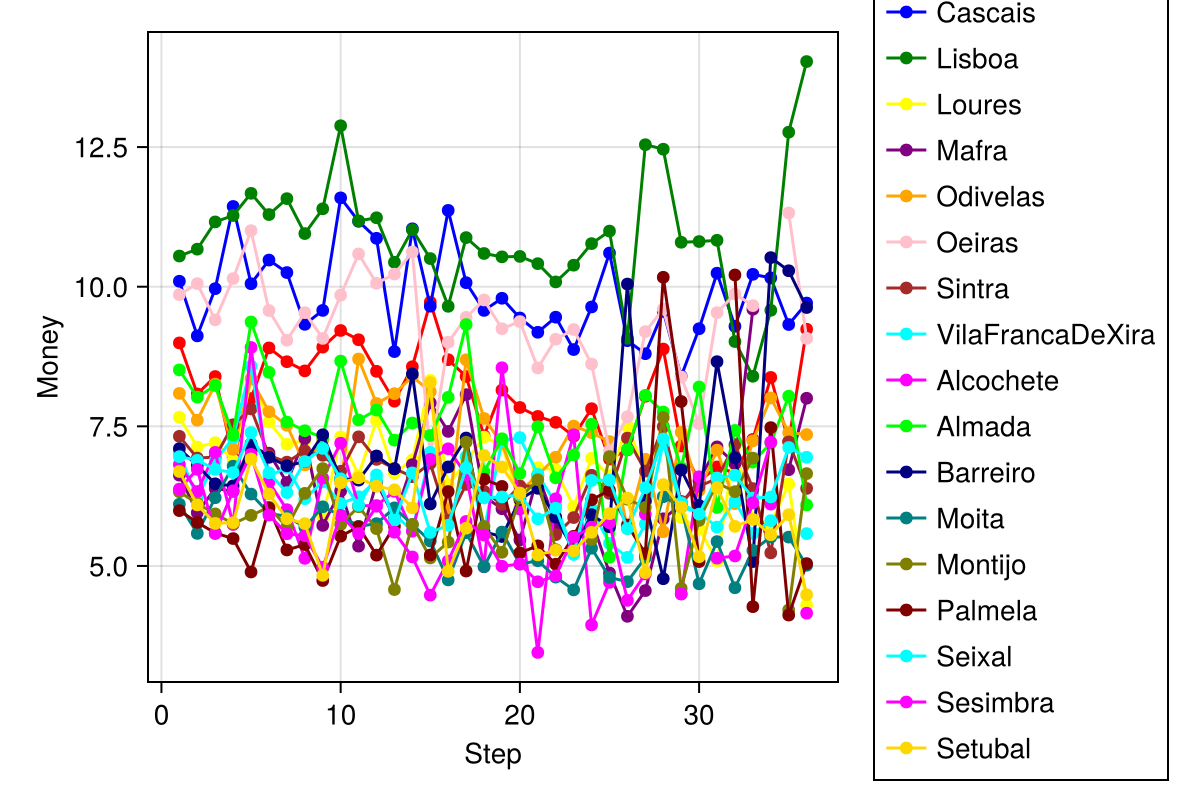 Cascais
Lisboa
Loures
Mafra
Odivelas
Oeiras
Sintra
VilaFrancaDeXira
Alcochete
Almada
Barreiro
Moita
Montijo
Palmela
Seixal
Sesimbra
Setubal
12.5
10.0
7.5
5.0
Money
0 10 20 30
Step